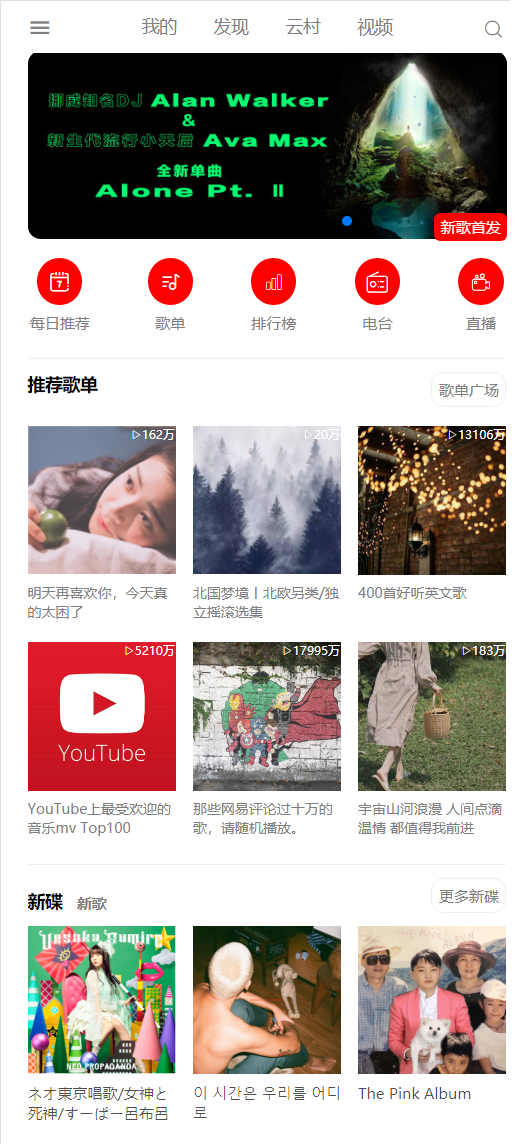 我的 发现 云村 视频
挪威知名DJ Alan Walker
&
新生代流行小天后 Ava Max
全新单曲
Alone Pt. Ⅱ
新歌首发
7
每日推荐 歌单 排行榜 电台 直播
推荐歌单 歌单广场
▷162万 ▷20万 ▷13106万
明天再喜欢你，今天真 北国梦境丨北欧另类/独 400首好听英文歌
的太困了 立摇滚选集
▷5210万 ▷17995万 ▷183万
YouTube
YouTube上最受欢迎的 那些网易评论过十万的 宇宙山河浪漫 人间点滴
音乐mv Top100 歌，请随机播放。 温情 都值得我前进
新碟 新歌 更多新碟
THE PINK ALBUM
NEO PROPAGANDA
ネオ東京唱歌/女神と 이 시간은 우리를 어디 The Pink Album
死神/すーぱー呂布呂 로